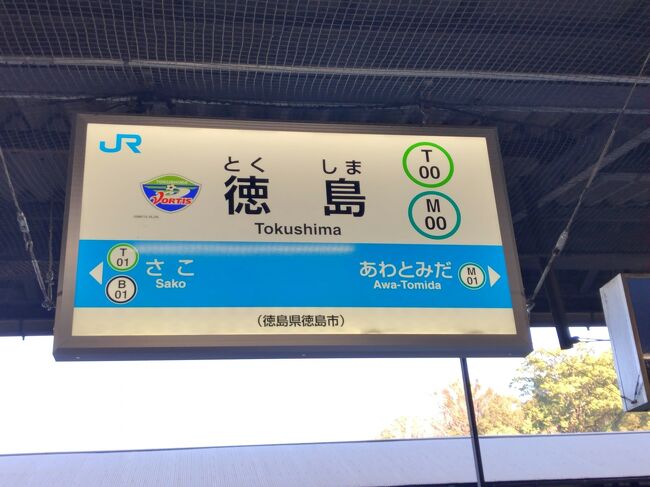 JR
とく しま
徳島
Tokushima
T
00
M
00
TOKUSHIMA
VORTIS
T
01
B
01
さこ
Sako
あわとみだ
Awa-Tomida
M
01
(徳島県徳島市)